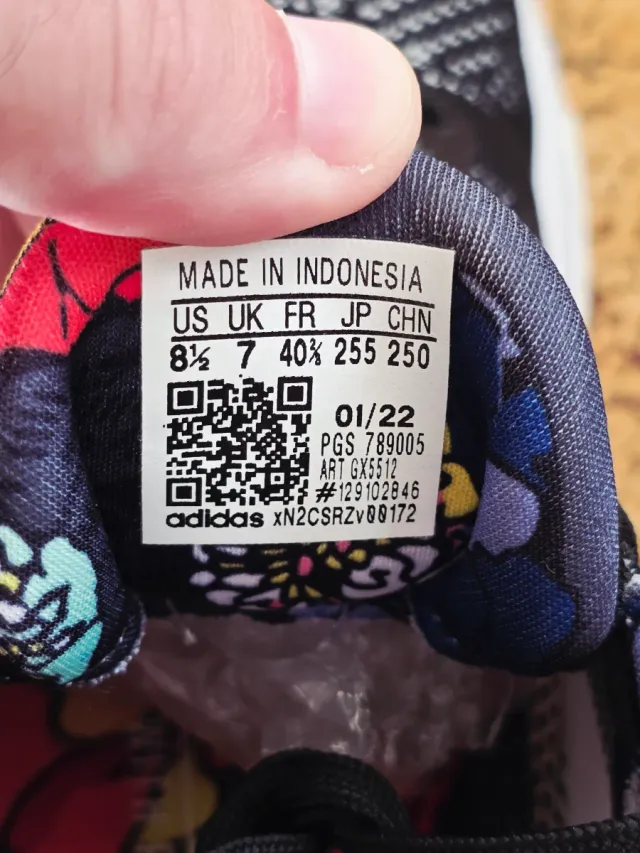 MADE IN INDONESIA
US UK FR JP CHN
8½ 7 40⅔ 255 250
01/22
PGS 789005
ART GX5512
#129102846
adidas xN2CSRZv00172